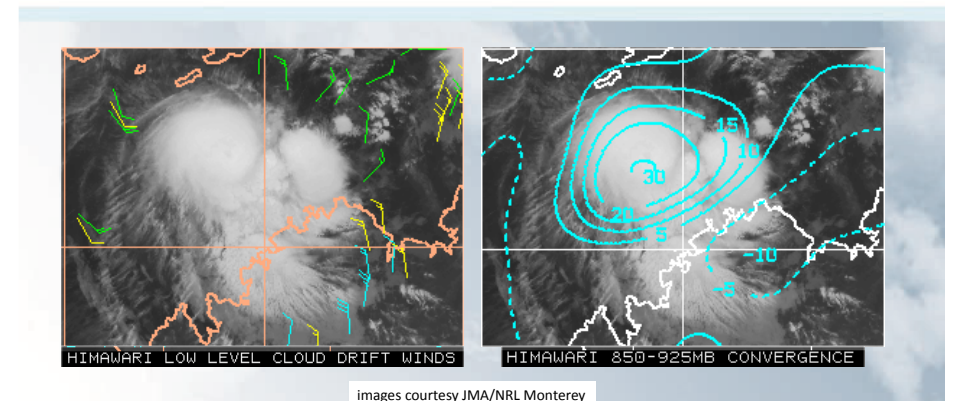 15
10
30
20
5
-10
-5
HIMAWARI LOW LEVEL CLOUD DRIFT WINDS
HIMAWARI 850-925MB CONVERGENCE
images courtesy JMA/NRL Monterey